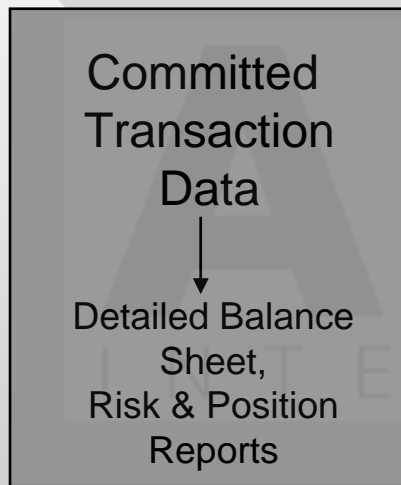 Committed
Transaction
Data
Detailed Balance
Sheet,
Risk & Position
Reports
A
I N T E